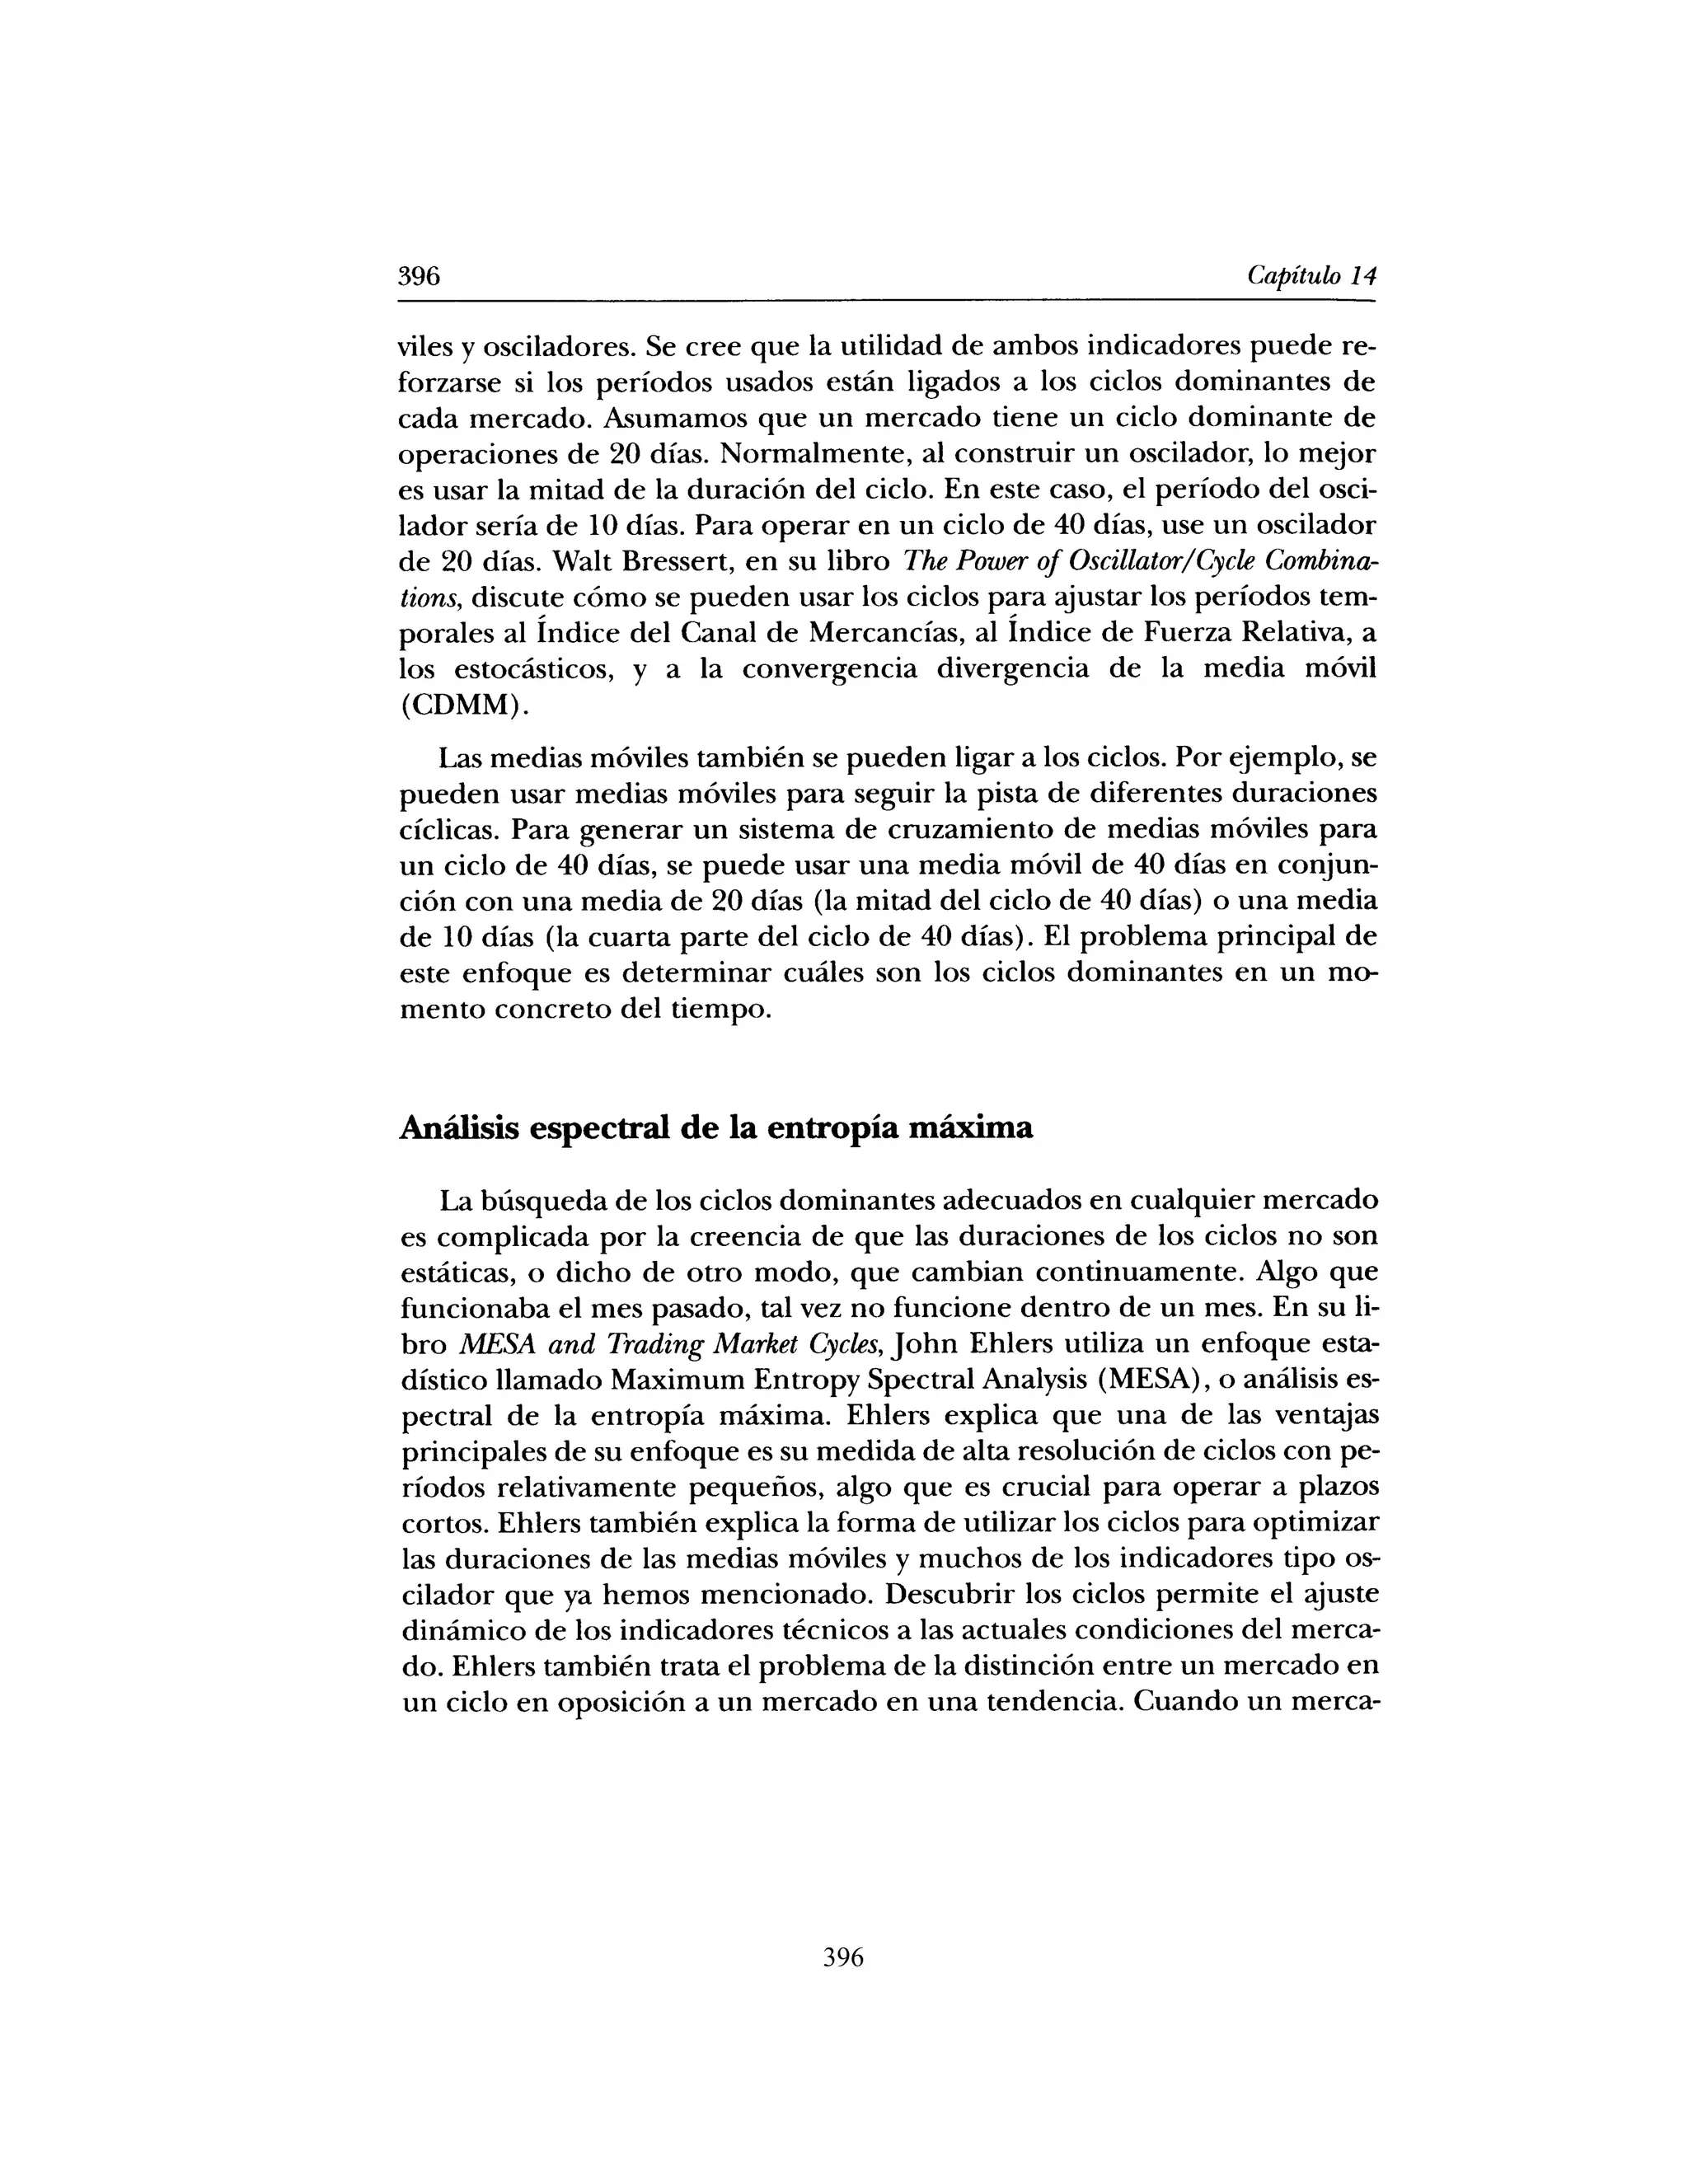 396 Capítulo 14
viles y osciladores. Se cree que la utilidad de ambos indicadores puede re-
forzarse si los períodos usados están ligados a los ciclos dominantes de
cada mercado. Asumamos que un mercado tiene un ciclo dominante de
operaciones de 20 días. Normalmente, al construir un oscilador, lo mejor
es usar la mitad de la duración del ciclo. En este caso, el período del osci-
lador sería de 10 días. Para operar en un ciclo de 40 días, use un oscilador
de 20 días. Walt Bressert, en su libro The Power of Oscillator/Cycle Combina-
tions, discute cómo se pueden usar los ciclos para ajustar los períodos tem-
porales al Índice del Canal de Mercancías, al Índice de Fuerza Relativa, a
los estocásticos, y a la convergencia divergencia de la media móvil
(CDMM).
Las medias móviles también se pueden ligar a los ciclos. Por ejemplo, se
pueden usar medias móviles para seguir la pista de diferentes duraciones
cíclicas. Para generar un sistema de cruzamiento de medias móviles para
un ciclo de 40 días, se puede usar una media móvil de 40 días en conjun-
ción con una media de 20 días (la mitad del ciclo de 40 días) o una media
de 10 días (la cuarta parte del ciclo de 40 días). El problema principal de
este enfoque es determinar cuáles son los ciclos dominantes en un mo-
mento concreto del tiempo.
Análisis espectral de la entropía máxima
La búsqueda de los ciclos dominantes adecuados en cualquier mercado
es complicada por la creencia de que las duraciones de los ciclos no son
estáticas, o dicho de otro modo, que cambian continuamente. Algo que
funcionaba el mes pasado, tal vez no funcione dentro de un mes. En su li-
bro MESA and Trading Market Cycles, John Ehlers utiliza un enfoque esta-
dístico llamado Maximum Entropy Spectral Analysis (MESA), o análisis es-
pectral de la entropía máxima. Ehlers explica que una de las ventajas
principales de su enfoque es su medida de alta resolución de ciclos con pe-
ríodos relativamente pequeños, algo que es crucial para operar a plazos
cortos. Ehlers también explica la forma de utilizar los ciclos para optimizar
las duraciones de las medias móviles y muchos de los indicadores tipo os-
cilador que ya hemos mencionado. Descubrir los ciclos permite el ajuste
dinámico de los indicadores técnicos a las actuales condiciones del merca-
do. Ehlers también trata el problema de la distinción entre un mercado en
un ciclo en oposición a un mercado en una tendencia. Cuando un merca-
396